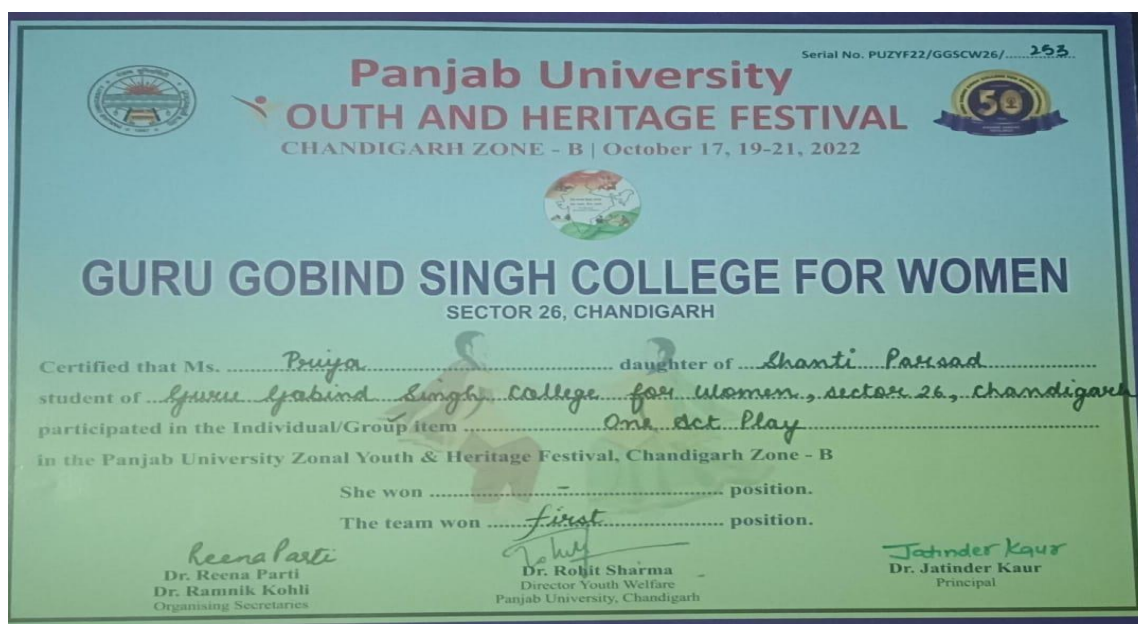 Serial No. PUZYF22/GGSCW26/......253..
Panjab University
YOUTH AND HERITAGE FESTIVAL
CHANDIGARH ZONE - B | October 17, 19-21, 2022
50
GURU GOBIND SINGH COLLEGE FOR WOMEN
SECTOR 26, CHANDIGARH
Certified that Ms. Priya daughter of Shanti Parsad
student of Guru Gobind Singh College for Women, sector 26, Chandigarh
participated in the Individual/Group item One Act Play
in the Panjab University Zonal Youth & Heritage Festival, Chandigarh Zone - B
She won - position.
The team won first position.
Reena Parti
Jatinder Kaur
Dr. Reena Parti
Dr. Ramnik Kohli
Organising Secretaries
Dr. Rohit Sharma
Director Youth Welfare
Panjab University, Chandigarh
Dr. Jatinder Kaur
Principal